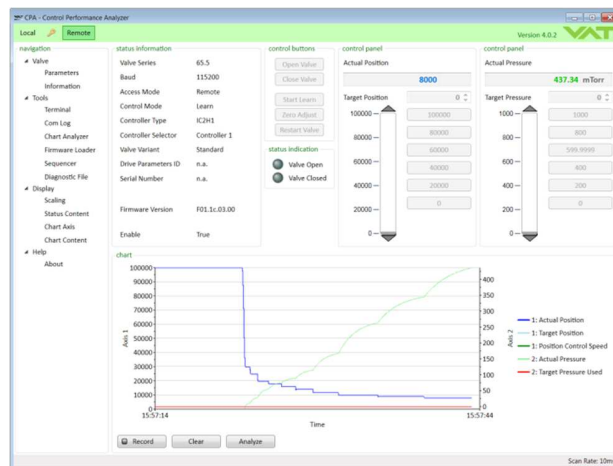 CPA - Control Performance Analyzer
Local Remote Version 4.0.2 VAT
navigation
Valve
Parameters
Information
Tools
Terminal
Com Log
Chart Analyzer
Firmware Loader
Sequencer
Diagnostic File
Display
Scaling
Status Content
Chart Axis
Chart Content
Help
About
status information
Valve Series 65.5
Baud 115200
Access Mode Remote
Control Mode Learn
Controller Type IC2H1
Controller Selector Controller 1
Valve Variant Standard
Drive Parameters ID n.a.
Serial Number n.a.
Firmware Version F01.1c.03.00
Enable True
control buttons
Open Valve
Close Valve
Start Learn
Zero Adjust
Restart Valve
status indication
Valve Open
Valve Closed
control panel
Actual Position
8000
Target Position 0
100000 100000
80000 80000
60000 60000
40000 40000
20000 20000
0 0
control panel
Actual Pressure
437.34 mTorr
Target Pressure 0
1000 1000
800 800
600 599.9999
400 400
200 200
0 0
chart
Axis 1
100000
90000
80000
70000
60000
50000
40000
30000
20000
10000
0
Axis 2
400
350
300
250
200
150
100
50
0
15:57:14 15:57:44
Time
1: Actual Position
1: Target Position
1: Position Control Speed
2: Actual Pressure
2: Target Pressure Used
Record Clear Analyze
Scan Rate: 10m